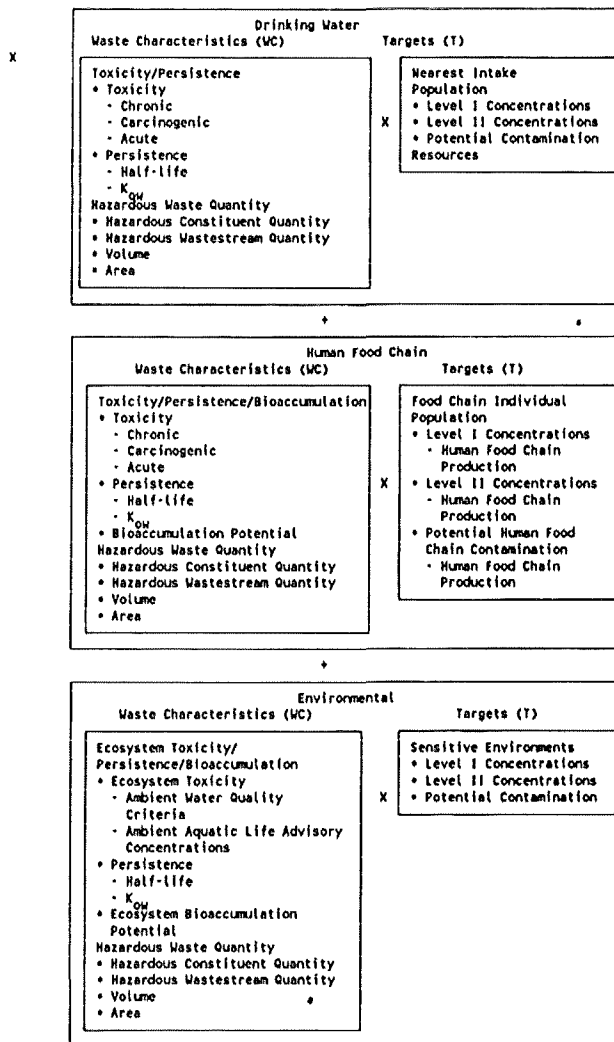 Drinking Water
Waste Characteristics (WC) Targets (T)
X
Toxicity/Persistence
• Toxicity
- Chronic
- Carcinogenic
- Acute
• Persistence
- Half-life
- Kow
Hazardous Waste Quantity
• Hazardous Constituent Quantity
• Hazardous Wastestream Quantity
• Volume
• Area
X
Nearest Intake
Population
• Level I Concentrations
• Level II Concentrations
• Potential Contamination
Resources
+
Human Food Chain
Waste Characteristics (WC) Targets (T)
Toxicity/Persistence/Bioaccumulation
• Toxicity
- Chronic
- Carcinogenic
- Acute
• Persistence
- Half-life
- Kow
• Bioaccumulation Potential
Hazardous Waste Quantity
• Hazardous Constituent Quantity
• Hazardous Wastestream Quantity
• Volume
• Area
X
Food Chain Individual
Population
• Level I Concentrations
- Human Food Chain
Production
• Level II Concentrations
- Human Food Chain
Production
• Potential Human Food
Chain Contamination
- Human Food Chain
Production
+
Environmental
Waste Characteristics (WC) Targets (T)
Ecosystem Toxicity/
Persistence/Bioaccumulation
• Ecosystem Toxicity
- Ambient Water Quality
Criteria
- Ambient Aquatic Life Advisory
Concentrations
• Persistence
- Half-life
- Kow
• Ecosystem Bioaccumulation
Potential
Hazardous Waste Quantity
• Hazardous Constituent Quantity
• Hazardous Wastestream Quantity
• Volume
• Area
X
Sensitive Environments
• Level I Concentrations
• Level II Concentrations
• Potential Contamination